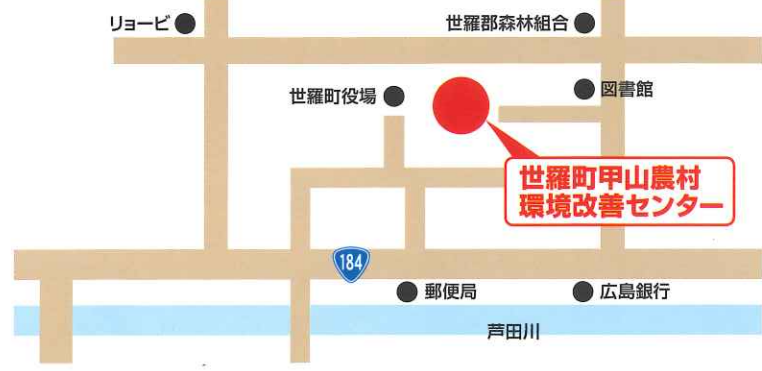 リョービ
世羅郡森林組合
世羅町役場
図書館
世羅町甲山農村
環境改善センター
184
郵便局
広島銀行
芦田川